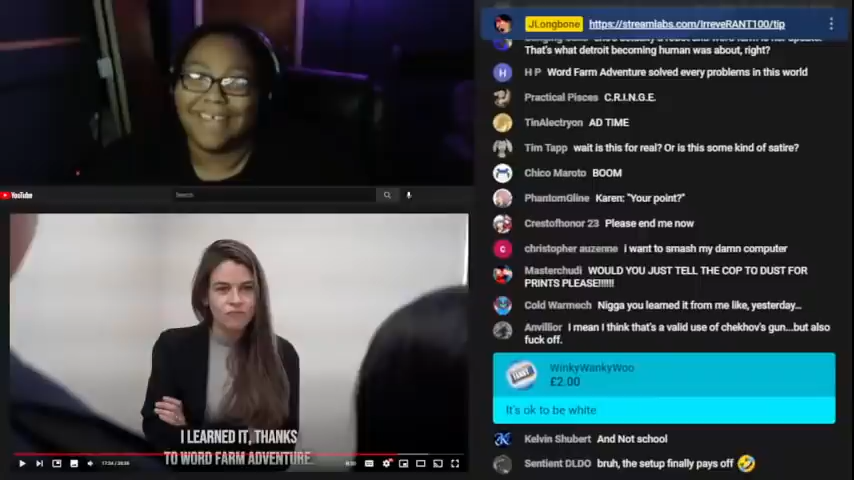 JLongbone https://streamlabs.com/IrreveRANT100/tip
That's what detroit becoming human was about, right?
H P Word Farm Adventure solved every problems in this world
Practical Pisces C.R.I.N.G.E.
TinAlectryon AD TIME
Tim Tapp wait is this for real? Or is this some kind of satire?
Chico Maroto BOOM
PhantomGline Karen: "Your point?"
Crestofhonor 23 Please end me now
christopher auzenne i want to smash my damn computer
Masterchudi WOULD YOU JUST TELL THE COP TO DUST FOR
PRINTS PLEASE!!!!!!
Cold Warmech Nigga you learned it from me like, yesterday...
Anvillior I mean I think that's a valid use of chekhov's gun...but also
fuck off.
WinkyWankyWoo
£2.00
It's ok to be white
Kelvin Shubert And Not school
Sentient DLDO bruh, the setup finally pays off 🤣
YouTube
Search
I LEARNED IT, THANKS
TO WORD FARM ADVENTURE.